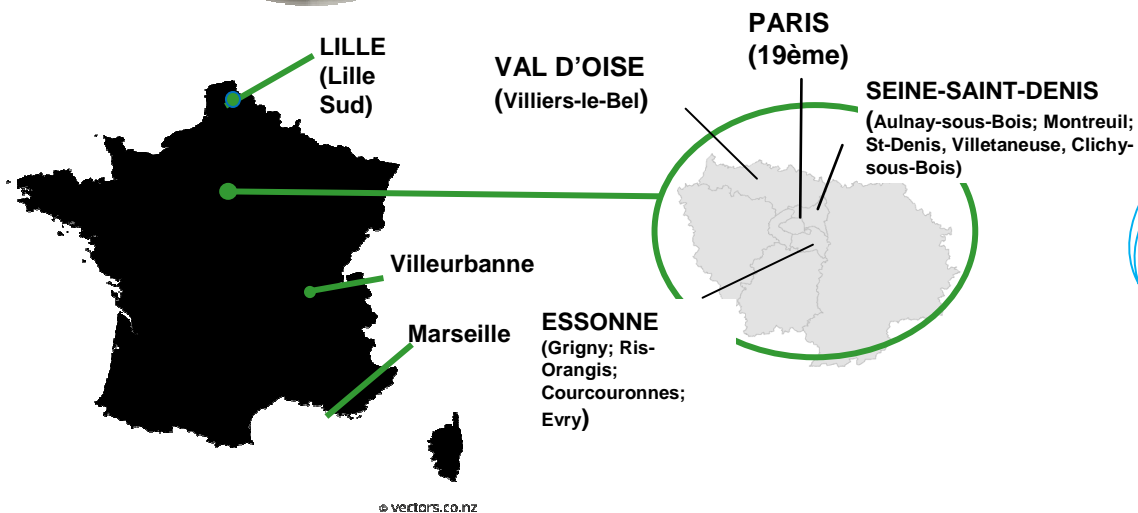 LILLE
(Lille
Sud)
VAL D’OISE
(Villiers-le-Bel)
PARIS
(19ème)
SEINE-SAINT-DENIS
(Aulnay-sous-Bois; Montreuil;
St-Denis, Villetaneuse, Clichy-
sous-Bois)
Villeurbanne
Marseille
ESSONNE
(Grigny; Ris-
Orangis;
Courcouronnes;
Evry)
© vectors.co.nz